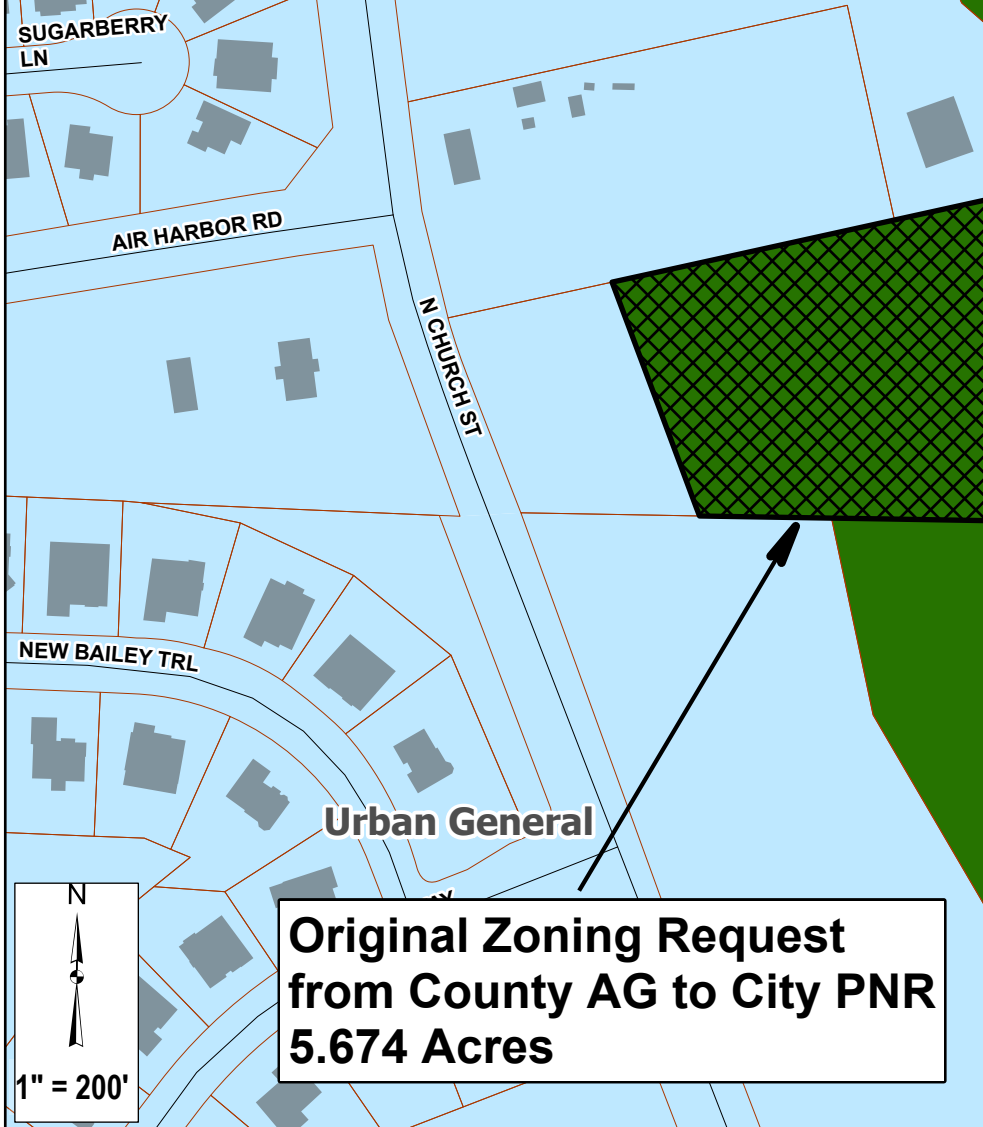 SUGARBERRY
LN
AIR HARBOR RD
N CHURCH ST
NEW BAILEY TRL
Urban General
N
1" = 200'
Original Zoning Request
from County AG to City PNR
5.674 Acres